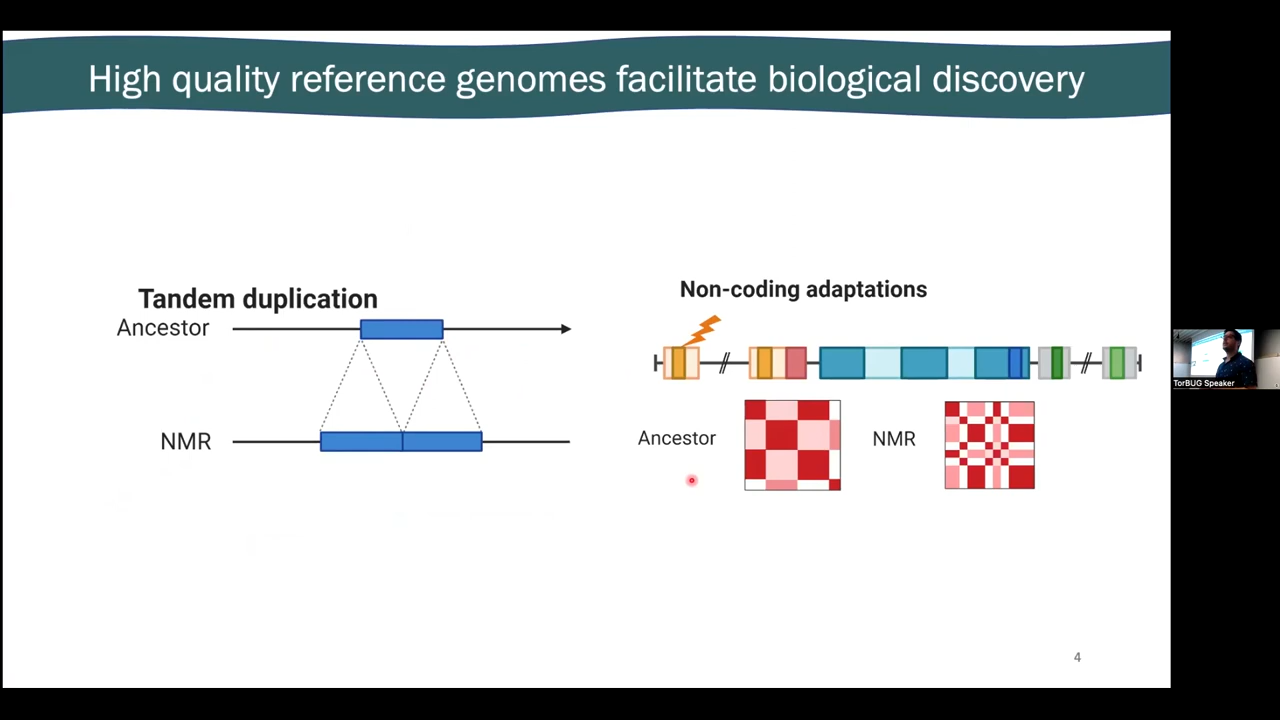 High quality reference genomes facilitate biological discovery
Tandem duplication
Ancestor
NMR
Non-coding adaptations
Ancestor
NMR
4
TorBUG Speaker